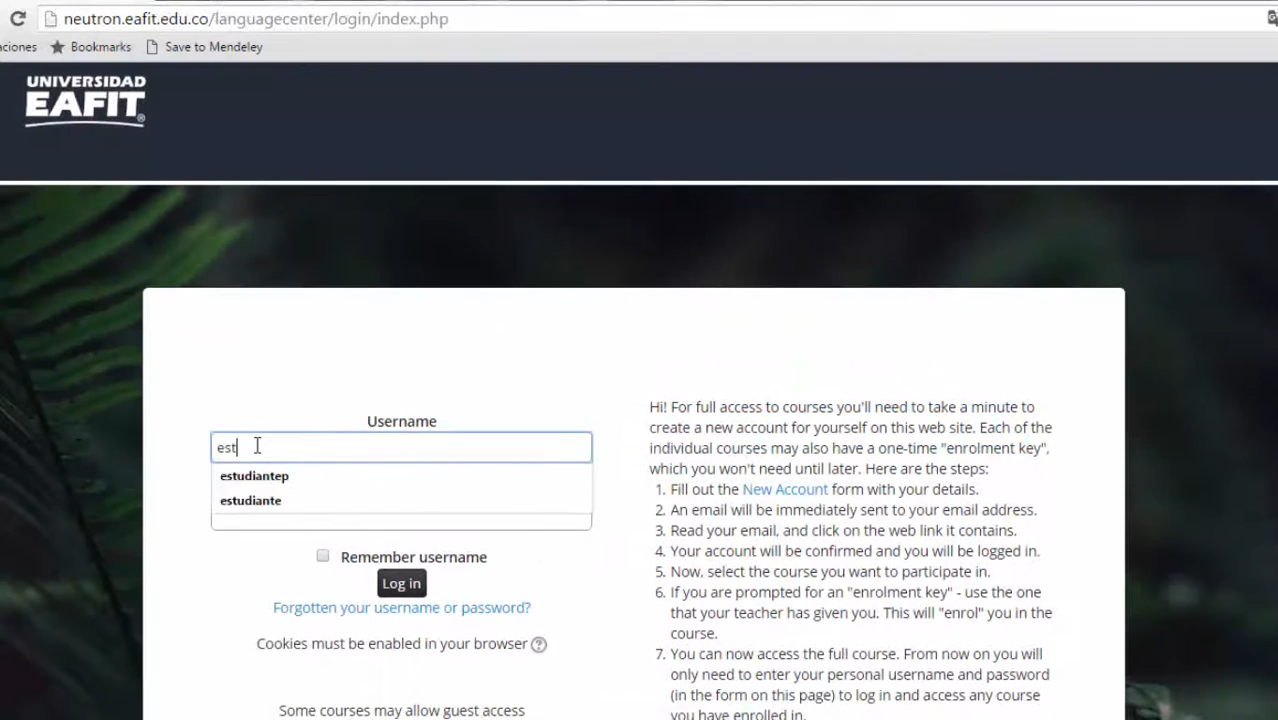 neutron.eafit.edu.co/languagecenter/login/index.php
aciones Bookmarks Save to Mendeley
UNIVERSIDAD
EAFIT®
Username
est
estudiantep
estudiante
Remember username
Log in
Forgotten your username or password?
Cookies must be enabled in your browser ?
Some courses may allow guest access
Hi! For full access to courses you'll need to take a minute to
create a new account for yourself on this web site. Each of the
individual courses may also have a one-time "enrolment key",
which you won't need until later. Here are the steps:
1. Fill out the New Account form with your details.
2. An email will be immediately sent to your email address.
3. Read your email, and click on the web link it contains.
4. Your account will be confirmed and you will be logged in.
5. Now, select the course you want to participate in.
6. If you are prompted for an "enrolment key" - use the one
that your teacher has given you. This will "enrol" you in the
course.
7. You can now access the full course. From now on you will
only need to enter your personal username and password
(in the form on this page) to log in and access any course
you have enrolled in.